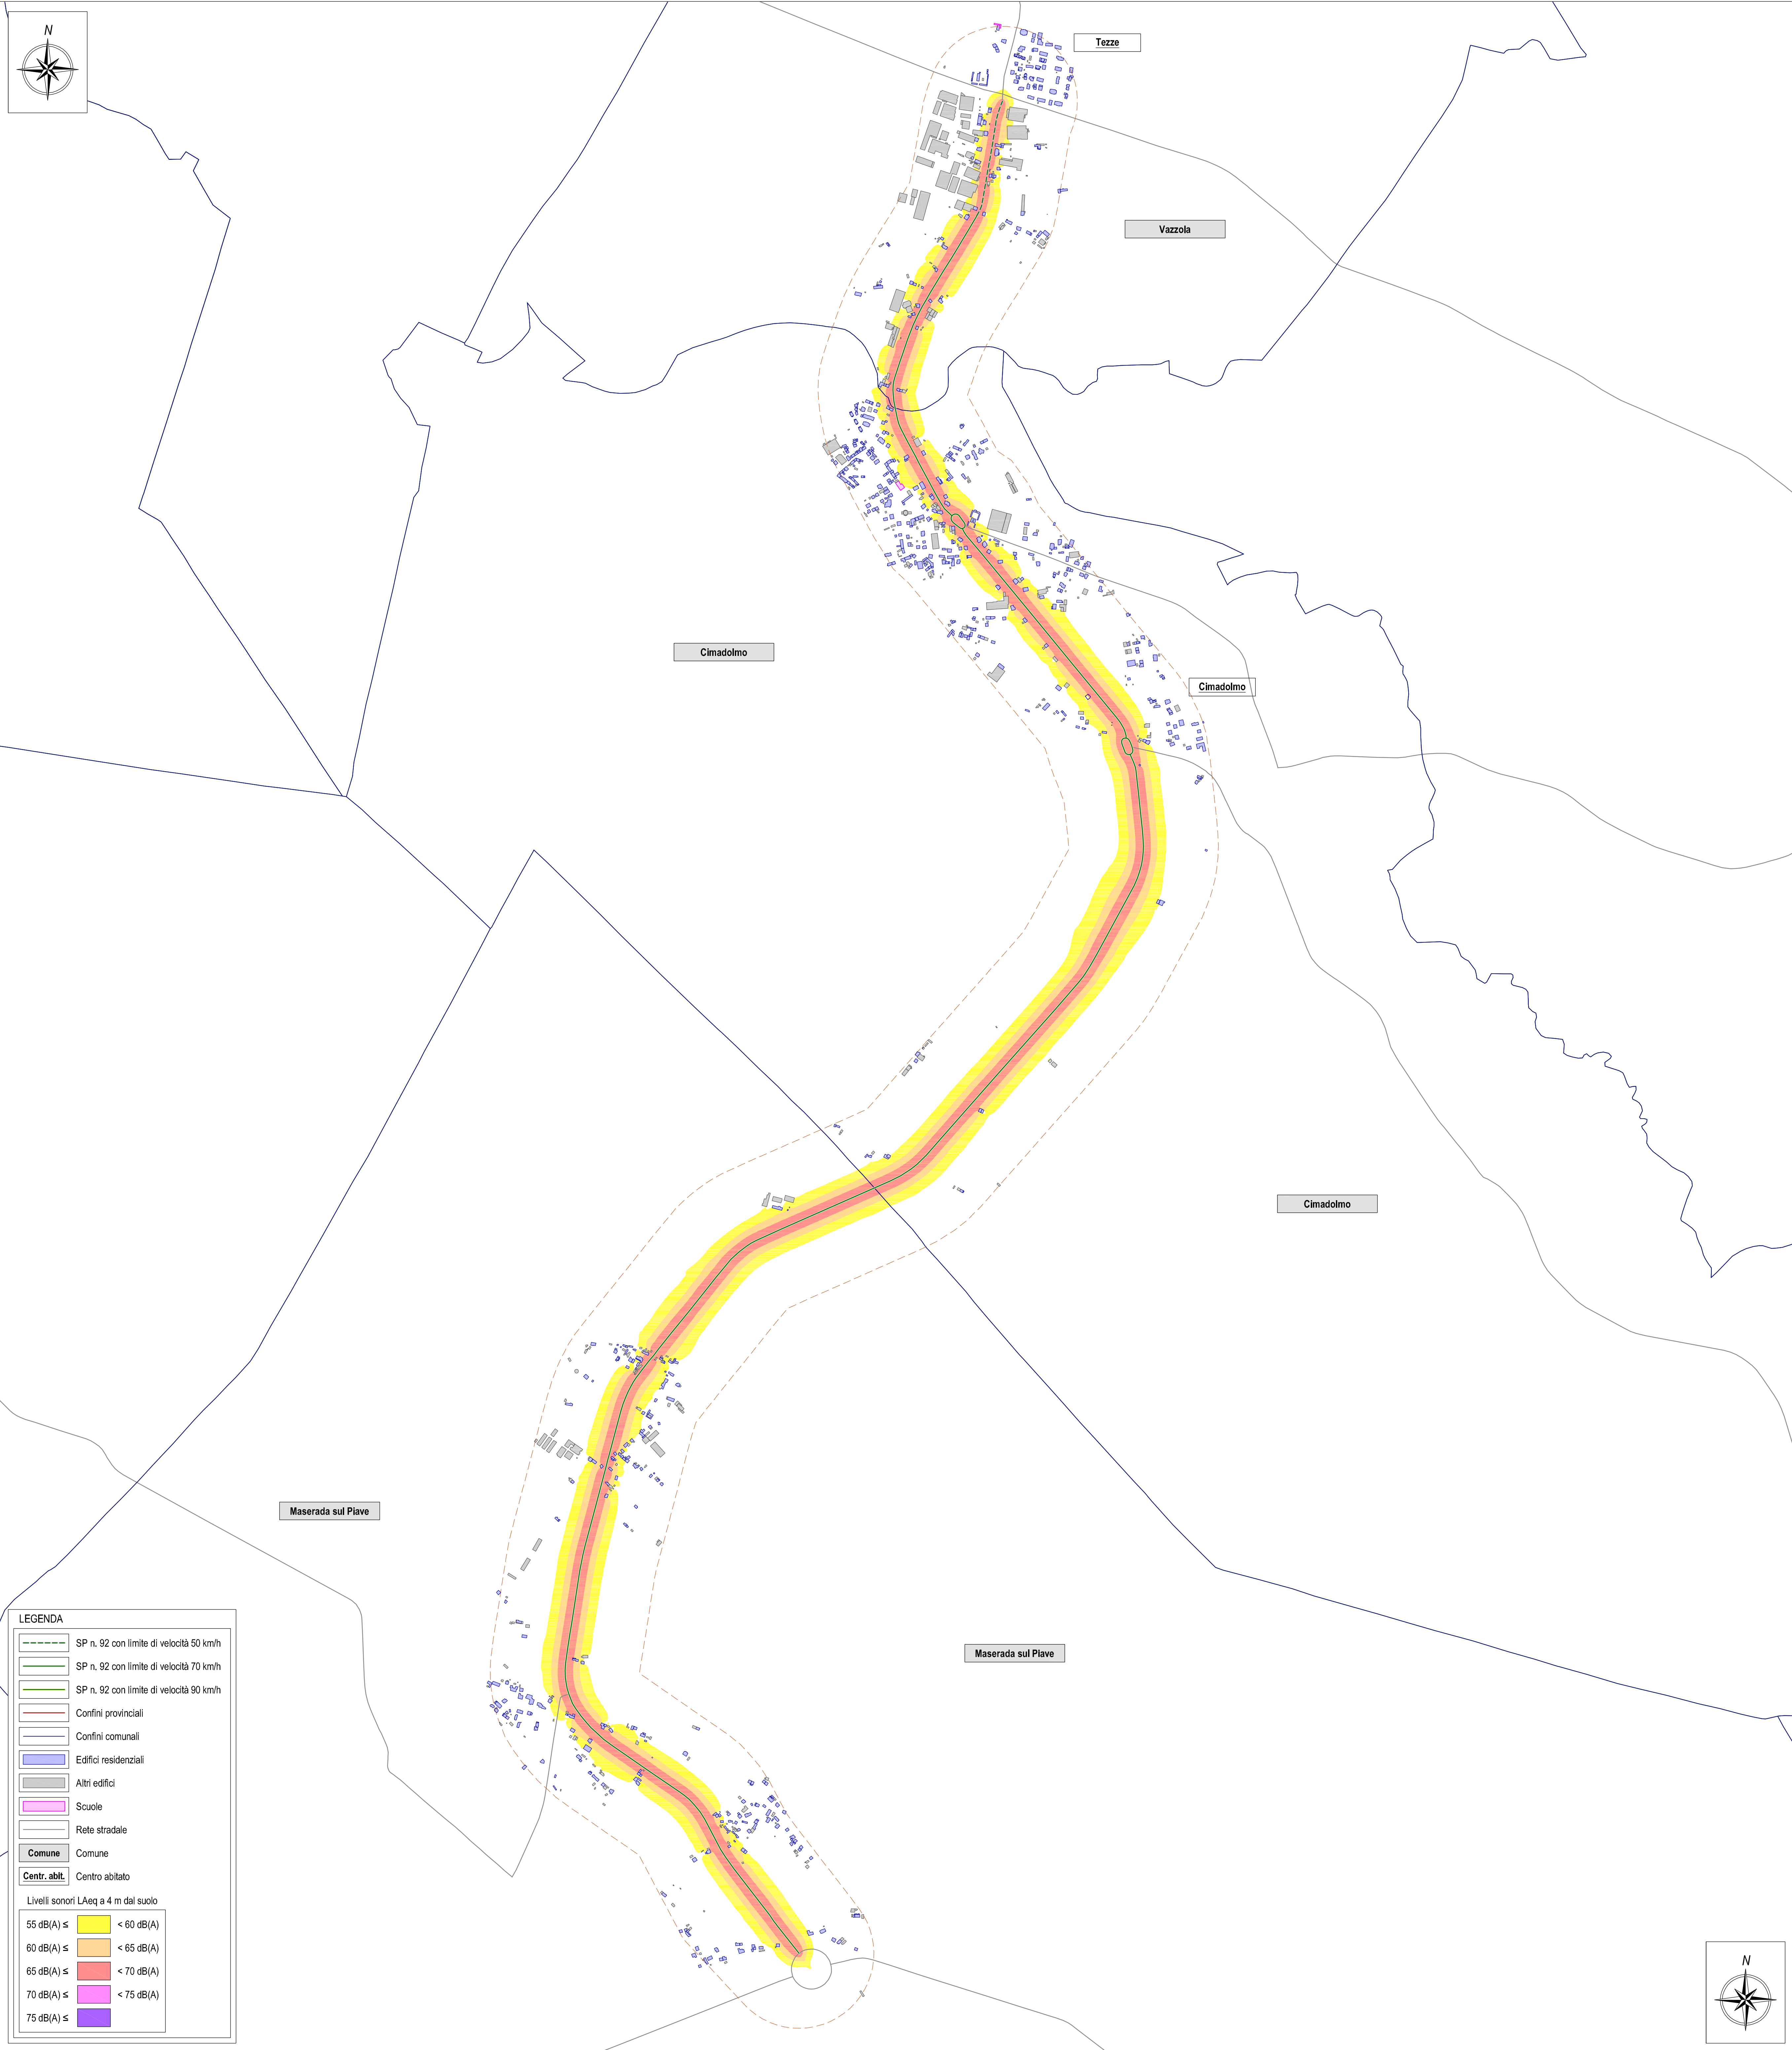 N
Tezze
Vazzola
Cimadolmo
Cimadolmo
Cimadolmo
Maserada sul Piave
Maserada sul Piave
LEGENDA
SP n. 92 con limite di velocità 50 km/h
SP n. 92 con limite di velocità 70 km/h
SP n. 92 con limite di velocità 90 km/h
Confini provinciali
Confini comunali
Edifici residenziali
Altri edifici
Scuole
Rete stradale
Comune Comune
Centr. abit. Centro abitato
Livelli sonori LAeq a 4 m dal suolo
55 dB(A) ≤ < 60 dB(A)
60 dB(A) ≤ < 65 dB(A)
65 dB(A) ≤ < 70 dB(A)
70 dB(A) ≤ < 75 dB(A)
75 dB(A) ≤
N